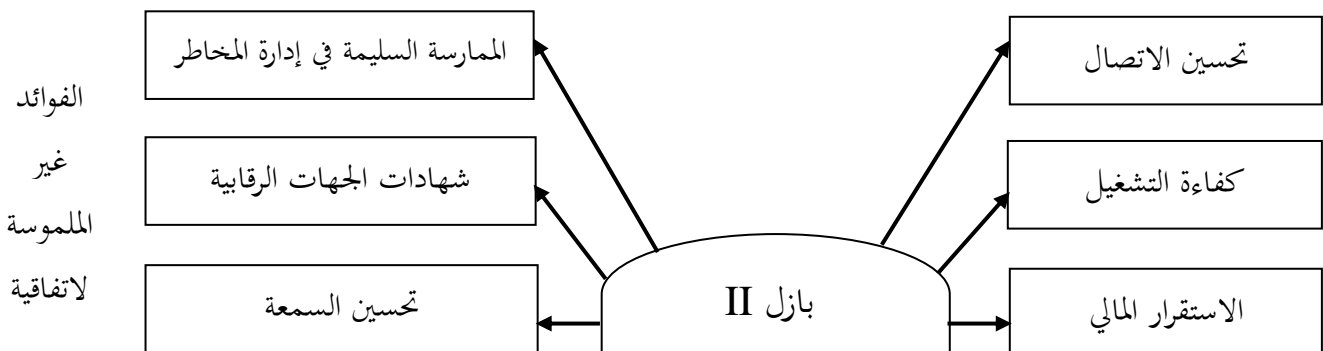 تحسين الاتصال
الممارسة السليمة في إدارة المخاطر
الفوائد
غير
الملموسة
لاتفاقية
كفاءة التشغيل
شهادات الجهات الرقابية
الاستقرار المالي
بازل II
تحسين السمعة